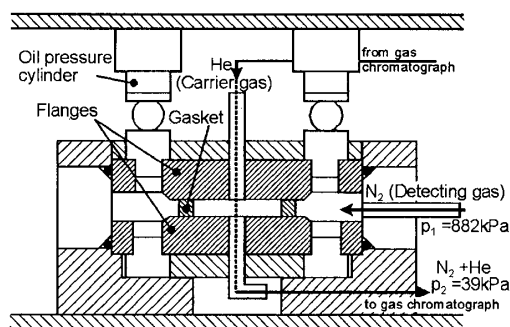 Oil pressure
cylinder
He
(Carrier gas)
from gas
chromatograph
Flanges
Gasket
N2 (Detecting gas)
p1 =882kPa
N2 +He
p2 =39kPa
to gas chromatograph